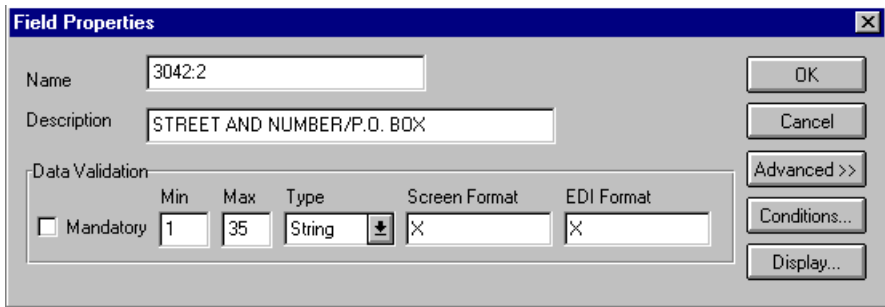 Field Properties
Name 3042:2 OK
Description STREET AND NUMBER/P.O. BOX Cancel
Data Validation Advanced >>
Min Max Type Screen Format EDI Format
Mandatory 1 35 String X X Conditions...
Display...